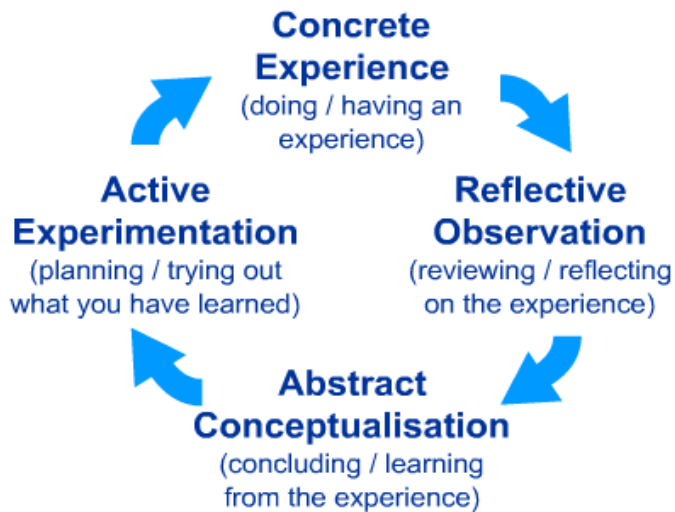 Concrete
Experience
(doing / having an
experience)
Reflective
Observation
(reviewing / reflecting
on the experience)
Abstract
Conceptualisation
(concluding / learning
from the experience)
Active
Experimentation
(planning / trying out
what you have learned)